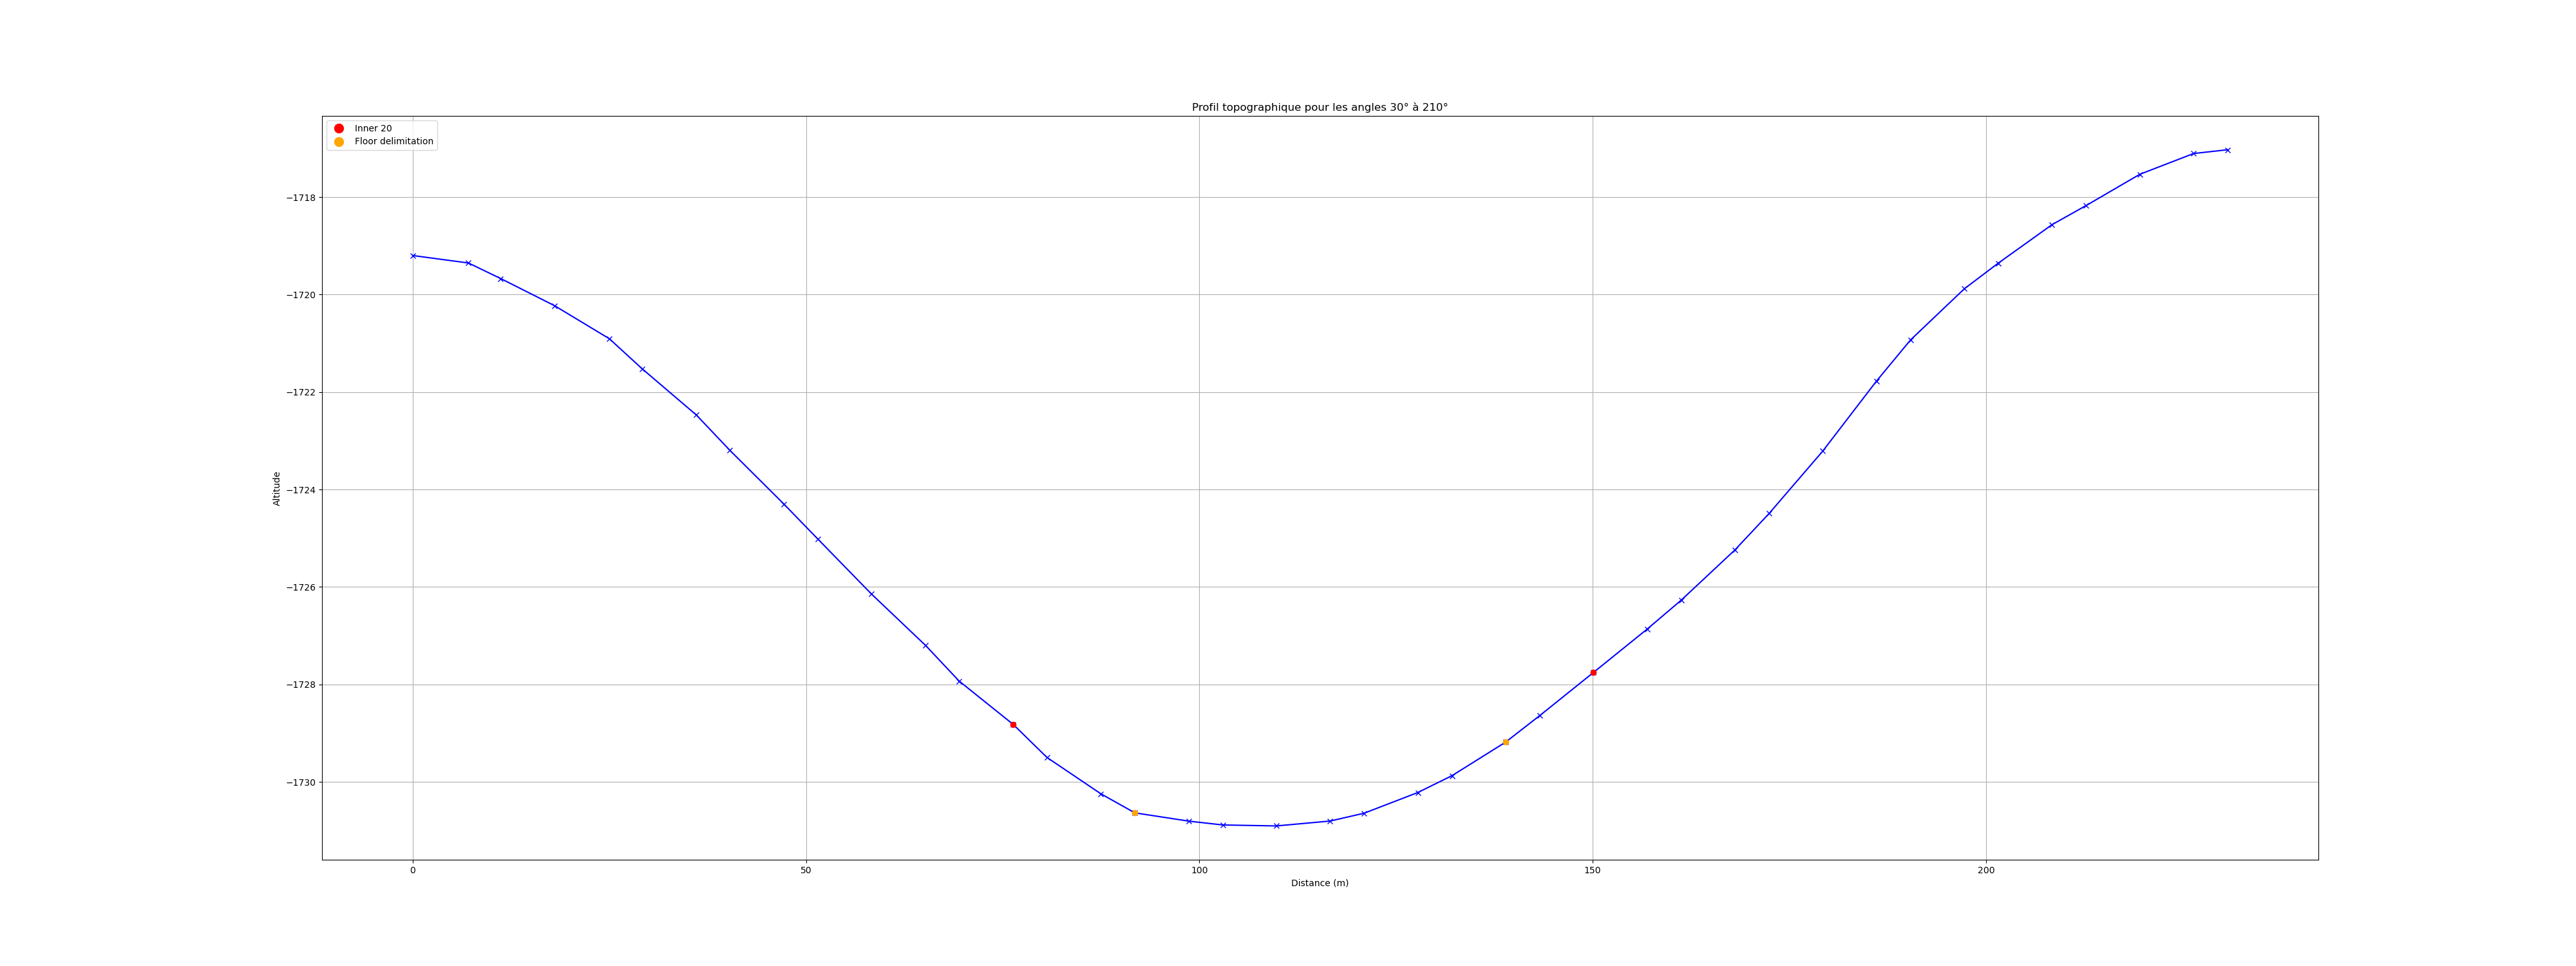 Profil topographique pour les angles 30° à 210°
Inner 20
Floor delimitation
−1718
−1720
−1722
−1724
−1726
−1728
−1730
Altitude
0 50 100 150 200
Distance (m)